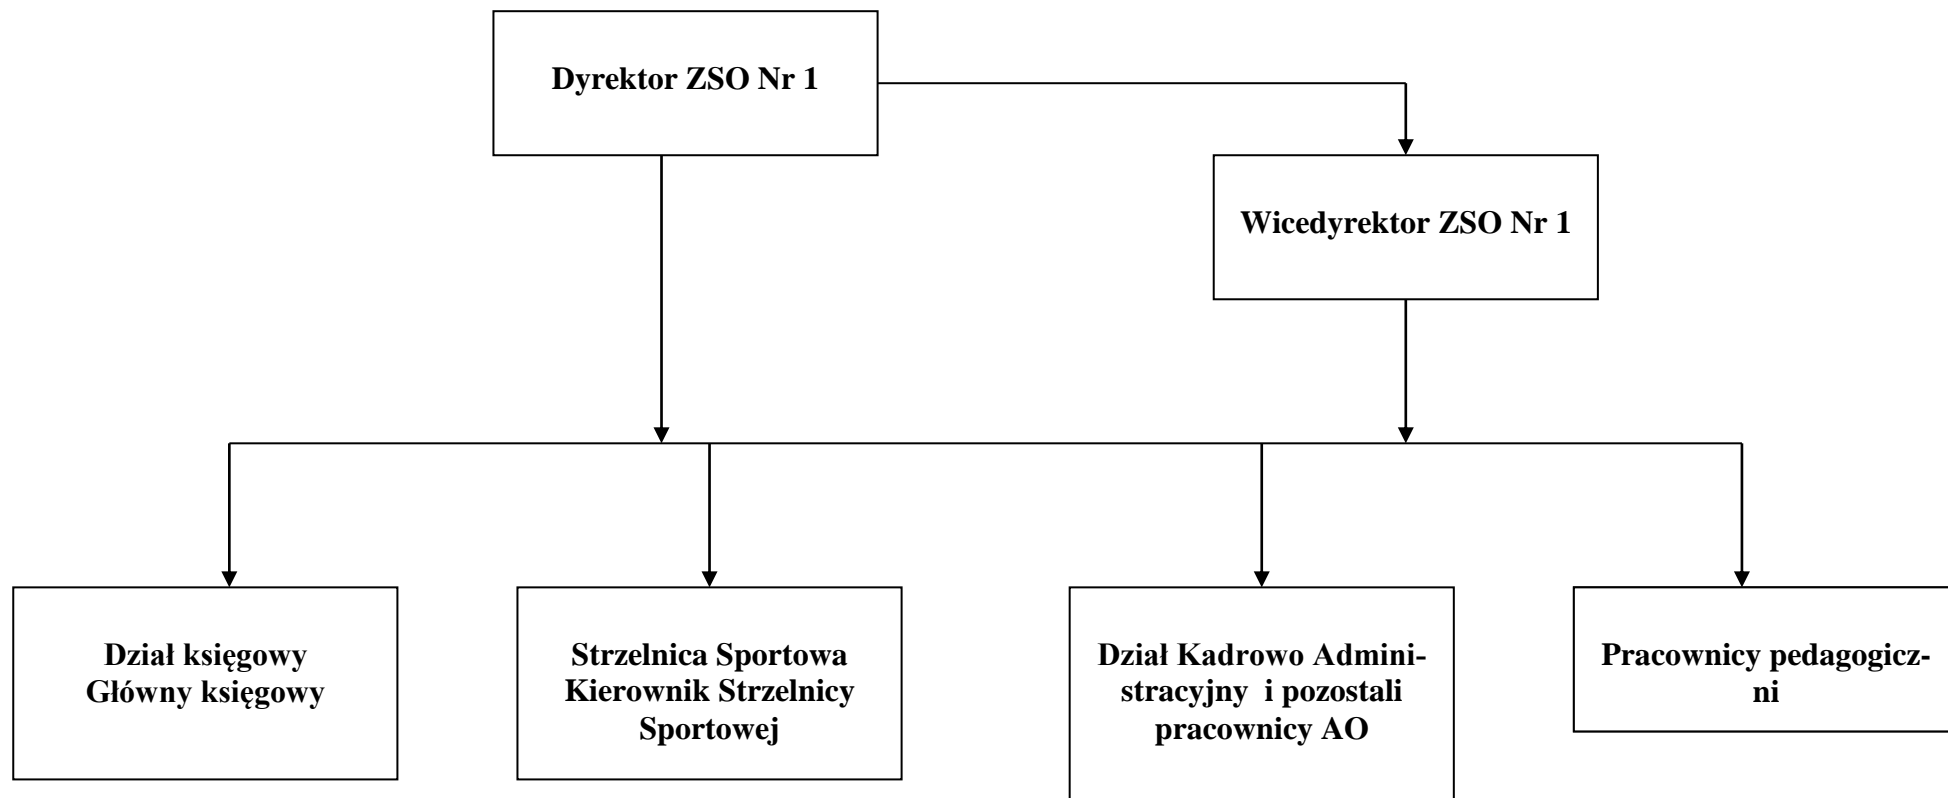 Dyrektor ZSO Nr 1
Wicedyrektor ZSO Nr 1
Dział księgowy
Główny księgowy
Strzelnica Sportowa
Kierownik Strzelnicy
Sportowej
Dział Kadrowo Admini-
stracyjny  i pozostali
pracownicy AO
Pracownicy pedagogicz-
ni